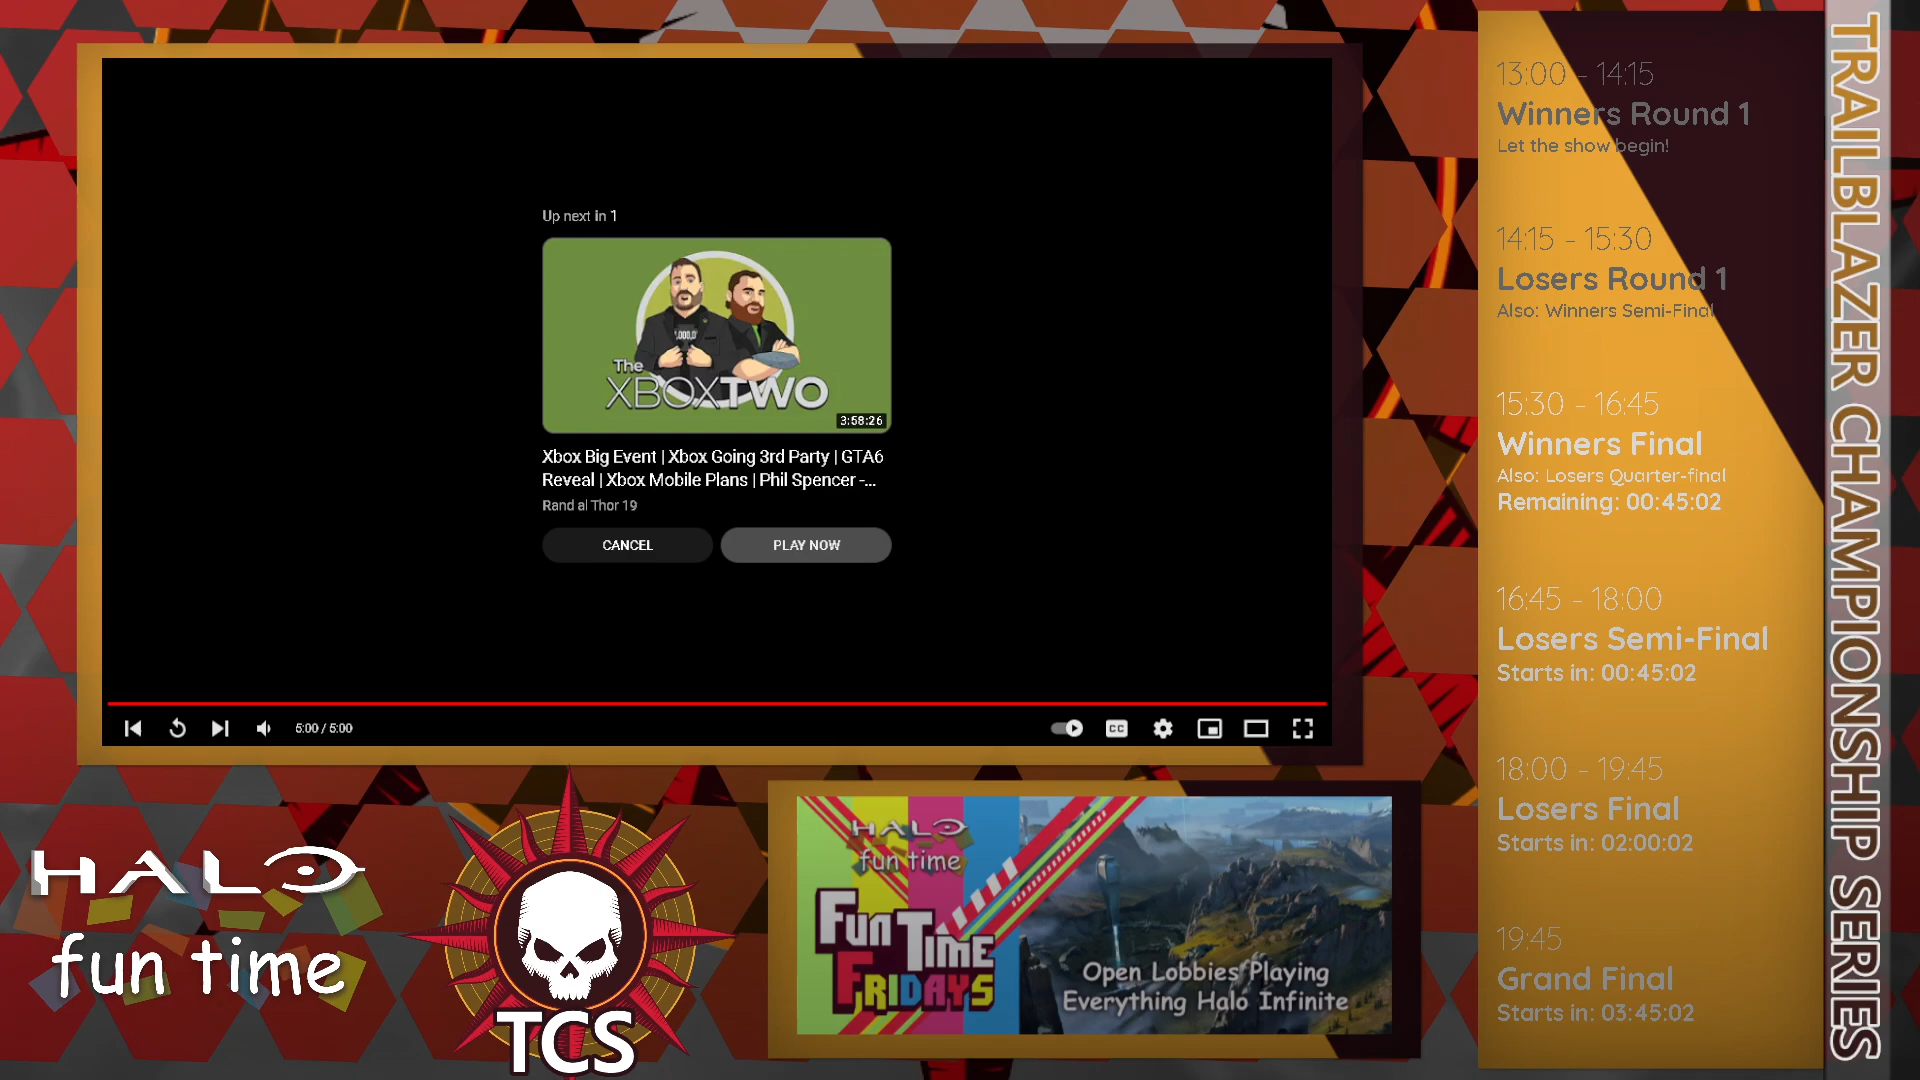 Up next in 1
The
XBOXTWO
3:58:26
Xbox Big Event | Xbox Going 3rd Party | GTA6
Reveal | Xbox Mobile Plans | Phil Spencer -...
Rand al Thor 19
CANCEL
PLAY NOW
5:00 / 5:00
CC
HALO
fun time
TCS
HALO
fun time
FUN TIME
FRIDAYS
Open Lobbies Playing
Everything Halo Infinite
13:00 - 14:15
Winners Round 1
Let the show begin!
14:15 - 15:30
Losers Round 1
Also: Winners Semi-Final
15:30 - 16:45
Winners Final
Also: Losers Quarter-final
Remaining: 00:45:02
16:45 - 18:00
Losers Semi-Final
Starts in: 00:45:02
18:00 - 19:45
Losers Final
Starts in: 02:00:02
19:45
Grand Final
Starts in: 03:45:02
TRAILBLAZER CHAMPIONSHIP SERIES